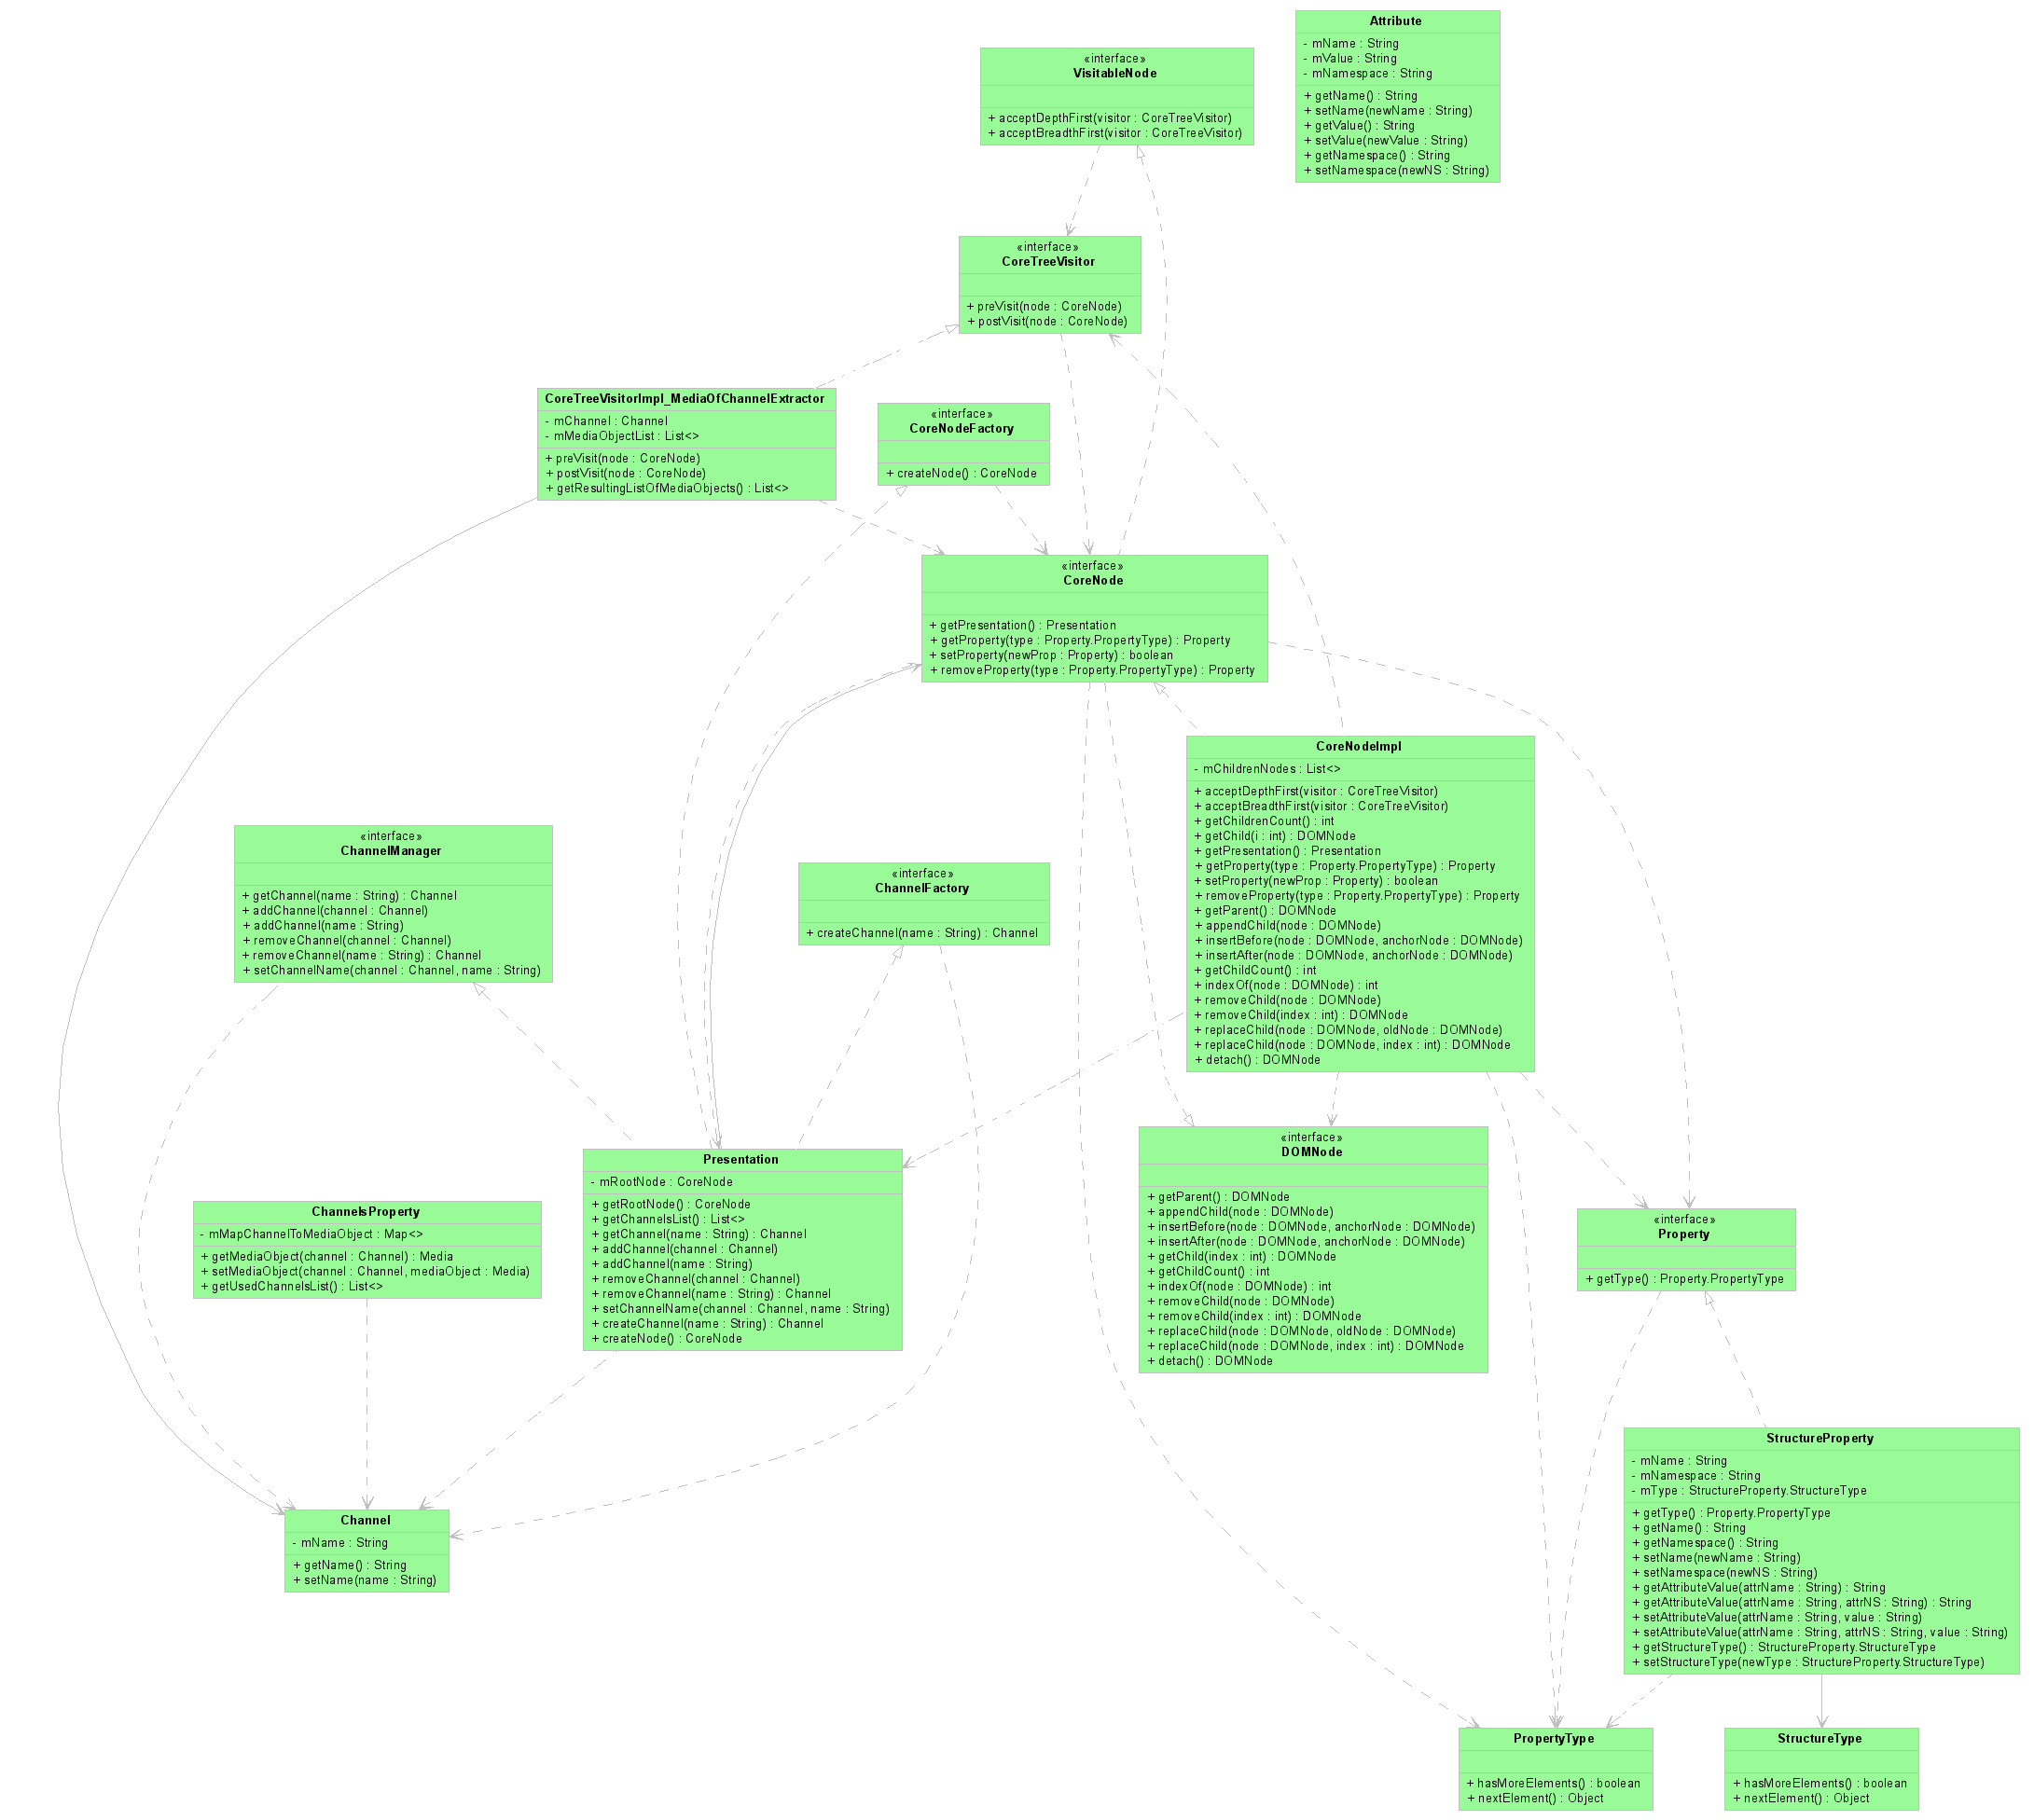 Attribute
- mName : String
- mValue : String
- mNamespace : String
+ getName() : String
+ setName(newName : String)
+ getValue() : String
+ setValue(newValue : String)
+ getNamespace() : String
+ setNamespace(newNS : String)
«interface»
VisitableNode
+ acceptDepthFirst(visitor : CoreTreeVisitor)
+ acceptBreadthFirst(visitor : CoreTreeVisitor)
«interface»
CoreTreeVisitor
+ preVisit(node : CoreNode)
+ postVisit(node : CoreNode)
CoreTreeVisitorImpl_MediaOfChannelExtractor
- mChannel : Channel
- mMediaObjectList : List<>
+ preVisit(node : CoreNode)
+ postVisit(node : CoreNode)
+ getResultingListOfMediaObjects() : List<>
«interface»
CoreNodeFactory
+ createNode() : CoreNode
«interface»
CoreNode
+ getPresentation() : Presentation
+ getProperty(type : Property.PropertyType) : Property
+ setProperty(newProp : Property) : boolean
+ removeProperty(type : Property.PropertyType) : Property
CoreNodeImpl
- mChildrenNodes : List<>
+ acceptDepthFirst(visitor : CoreTreeVisitor)
+ acceptBreadthFirst(visitor : CoreTreeVisitor)
+ getChildrenCount() : int
+ getChild(i : int) : DOMNode
+ getPresentation() : Presentation
+ getProperty(type : Property.PropertyType) : Property
+ setProperty(newProp : Property) : boolean
+ removeProperty(type : Property.PropertyType) : Property
+ getParent() : DOMNode
+ appendChild(node : DOMNode)
+ insertBefore(node : DOMNode, anchorNode : DOMNode)
+ insertAfter(node : DOMNode, anchorNode : DOMNode)
+ getChildCount() : int
+ indexOf(node : DOMNode) : int
+ removeChild(node : DOMNode)
+ removeChild(index : int) : DOMNode
+ replaceChild(node : DOMNode, oldNode : DOMNode)
+ replaceChild(node : DOMNode, index : int) : DOMNode
+ detach() : DOMNode
«interface»
ChannelManager
+ getChannel(name : String) : Channel
+ addChannel(channel : Channel)
+ addChannel(name : String)
+ removeChannel(channel : Channel)
+ removeChannel(name : String) : Channel
+ setChannelName(channel : Channel, name : String)
«interface»
ChannelFactory
+ createChannel(name : String) : Channel
Presentation
- mRootNode : CoreNode
+ getRootNode() : CoreNode
+ getChannelsList() : List<>
+ getChannel(name : String) : Channel
+ addChannel(channel : Channel)
+ addChannel(name : String)
+ removeChannel(channel : Channel)
+ removeChannel(name : String) : Channel
+ setChannelName(channel : Channel, name : String)
+ createChannel(name : String) : Channel
+ createNode() : CoreNode
«interface»
DOMNode
+ getParent() : DOMNode
+ appendChild(node : DOMNode)
+ insertBefore(node : DOMNode, anchorNode : DOMNode)
+ insertAfter(node : DOMNode, anchorNode : DOMNode)
+ getChild(index : int) : DOMNode
+ getChildCount() : int
+ indexOf(node : DOMNode) : int
+ removeChild(node : DOMNode)
+ removeChild(index : int) : DOMNode
+ replaceChild(node : DOMNode, oldNode : DOMNode)
+ replaceChild(node : DOMNode, index : int) : DOMNode
+ detach() : DOMNode
ChannelsProperty
- mMapChannelToMediaObject : Map<>
+ getMediaObject(channel : Channel) : Media
+ setMediaObject(channel : Channel, mediaObject : Media)
+ getUsedChannelsList() : List<>
«interface»
Property
+ getType() : Property.PropertyType
StructureProperty
- mName : String
- mNamespace : String
- mType : StructureProperty.StructureType
+ getType() : Property.PropertyType
+ getName() : String
+ getNamespace() : String
+ setName(newName : String)
+ setNamespace(newNS : String)
+ getAttributeValue(attrName : String) : String
+ getAttributeValue(attrName : String, attrNS : String) : String
+ setAttributeValue(attrName : String, value : String)
+ setAttributeValue(attrName : String, attrNS : String, value : String)
+ getStructureType() : StructureProperty.StructureType
+ setStructureType(newType : StructureProperty.StructureType)
Channel
- mName : String
+ getName() : String
+ setName(name : String)
PropertyType
+ hasMoreElements() : boolean
+ nextElement() : Object
StructureType
+ hasMoreElements() : boolean
+ nextElement() : Object